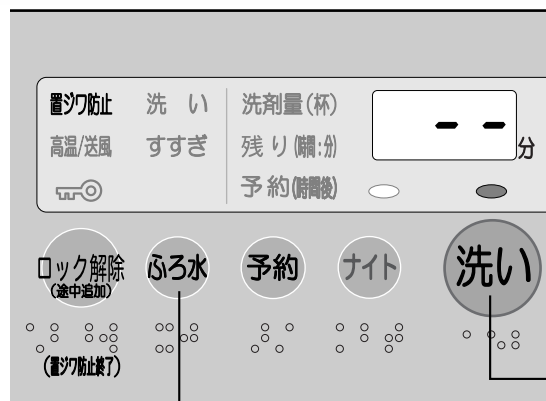 置ジワ防止 洗い 洗剤量(杯)
高温/送風 すすぎ 残り(時間:分) -- 分
予約(時間後)
ロック解除 ふろ水 予約 ナイト 洗い
(途中追加)
(置ジワ防止終了)